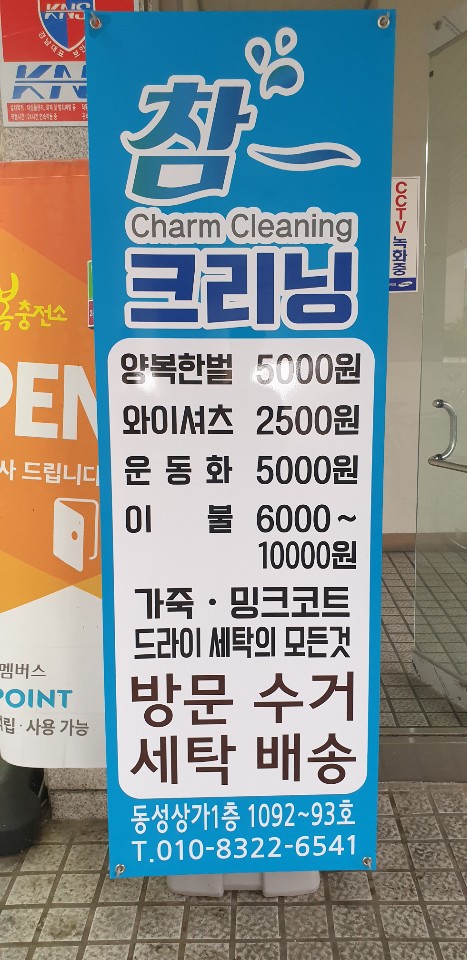 KNS
KNS
참
Charm Cleaning
크리닝
양복한벌 5000원
와이셔츠 2500원
운동화 5000원
이불 6000~
10000원
가죽·밍크코트
드라이 세탁의 모든것
방문 수거
세탁 배송
동성상가1층 1092~93호
T.010-8322-6541
CCTV 녹화중
복충전소
PEN
사 드립니다
멤버스
POINT
적립·사용 가능